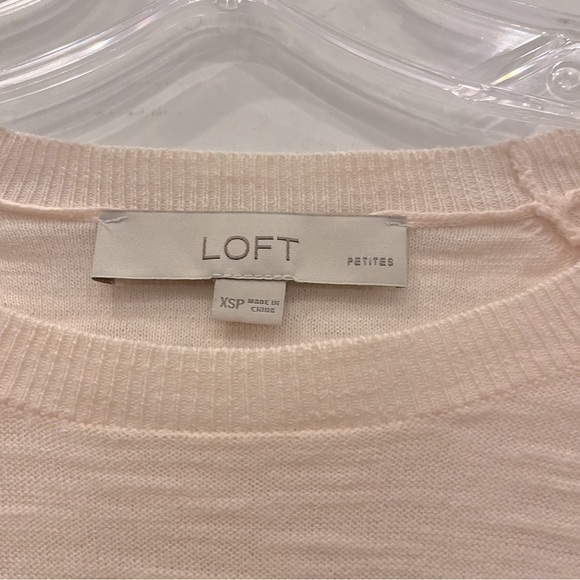 LOFT
PETITES
XSP MADE IN
CHINA